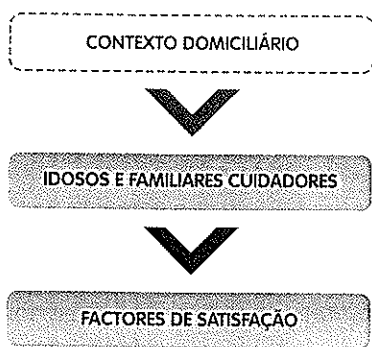 CONTEXTO DOMICILIÁRIO
IDOSOS E FAMILIARES CUIDADORES
FACTORES DE SATISFAÇÃO